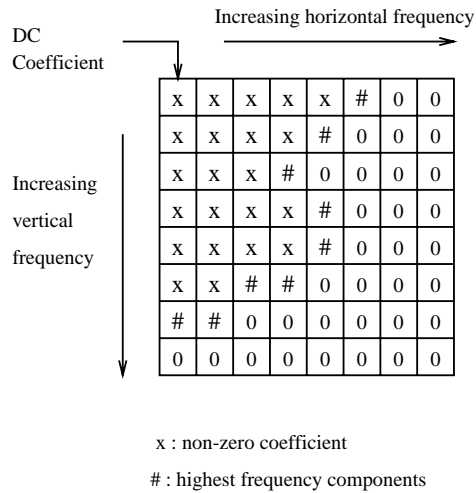 Increasing horizontal frequency
DC
Coefficient
x x x x x # 0 0
x x x x # 0 0 0
x x x # 0 0 0 0
x x x x # 0 0 0
x x x x # 0 0 0
x x # # 0 0 0 0
# # 0 0 0 0 0 0
0 0 0 0 0 0 0 0
Increasing
vertical
frequency
x : non-zero coefficient
# : highest frequency components